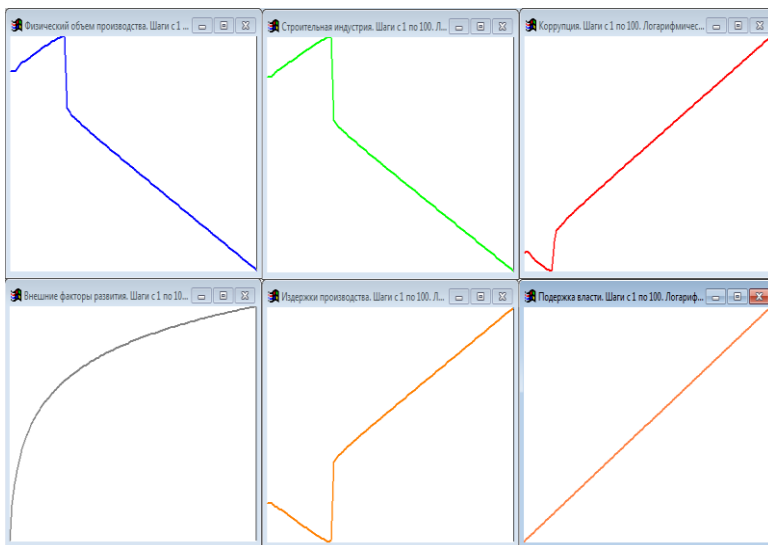 Физический объем производства. Шаги с 1 ...
Строительная индустрия. Шаги с 1 по 100. Л...
Коррупция. Шаги с 1 по 100. Логарифмичес...
Внешние факторы развития. Шаги с 1 по 10...
Издержки производства. Шаги с 1 по 100. Л...
Подержка власти. Шаги с 1 по 100. Логариф...